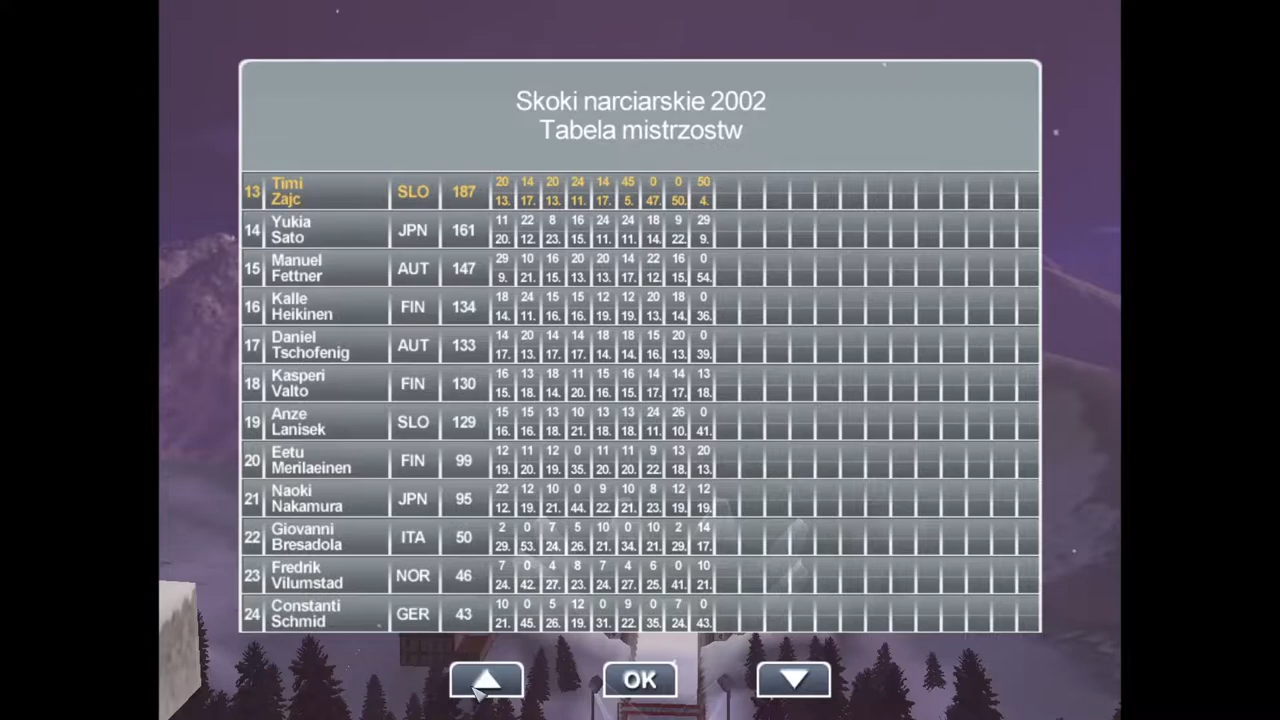 Skoki narciarskie 2002
Tabela mistrzostw
13 Timi Zajc SLO 187 20 14 20 24 14 45 0 0 50
13. 17. 13. 11. 17. 5. 47. 50. 4.
14 Yukia Sato JPN 161 11 22 8 16 24 24 18 9 29
20. 12. 23. 15. 11. 11. 14. 22. 9.
15 Manuel Fettner AUT 147 29 10 16 20 20 14 22 16 0
9. 21. 15. 13. 13. 17. 12. 15. 54.
16 Kalle Heikinen FIN 134 18 24 15 15 12 12 20 18 0
14. 11. 16. 16. 19. 19. 13. 14. 36.
17 Daniel Tschofenig AUT 133 14 20 14 14 18 18 15 20 0
17. 13. 17. 17. 14. 14. 16. 13. 39.
18 Kasperi Valto FIN 130 16 13 18 11 15 16 14 14 13
15. 18. 14. 20. 16. 15. 17. 17. 18.
19 Anze Lanisek SLO 129 15 15 13 10 13 13 24 26 0
16. 16. 18. 21. 18. 18. 11. 10. 41.
20 Eetu Merilaeinen FIN 99 12 11 12 0 11 11 9 13 20
19. 20. 19. 35. 20. 20. 22. 18. 13.
21 Naoki Nakamura JPN 95 22 12 10 0 9 10 8 12 12
12. 19. 21. 44. 22. 21. 23. 19. 19.
22 Giovanni Bresadola ITA 50 2 0 7 5 10 0 10 2 14
29. 53. 24. 26. 21. 34. 21. 29. 17.
23 Fredrik Vilumstad NOR 46 7 0 4 8 7 4 6 0 10
24. 42. 27. 23. 24. 27. 25. 41. 21.
24 Constanti Schmid GER 43 10 0 5 12 0 9 0 7 0
21. 45. 26. 19. 31. 22. 35. 24. 43.
OK